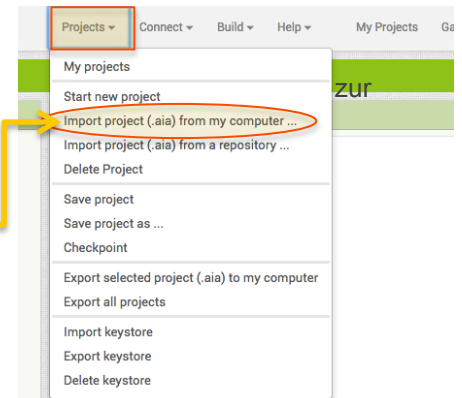 Projects Connect Build Help My Projects Ga
My projects
zur
Start new project
Import project (.aia) from my computer ...
Import project (.aia) from a repository ...
Delete Project
Save project
Save project as ...
Checkpoint
Export selected project (.aia) to my computer
Export all projects
Import keystore
Export keystore
Delete keystore